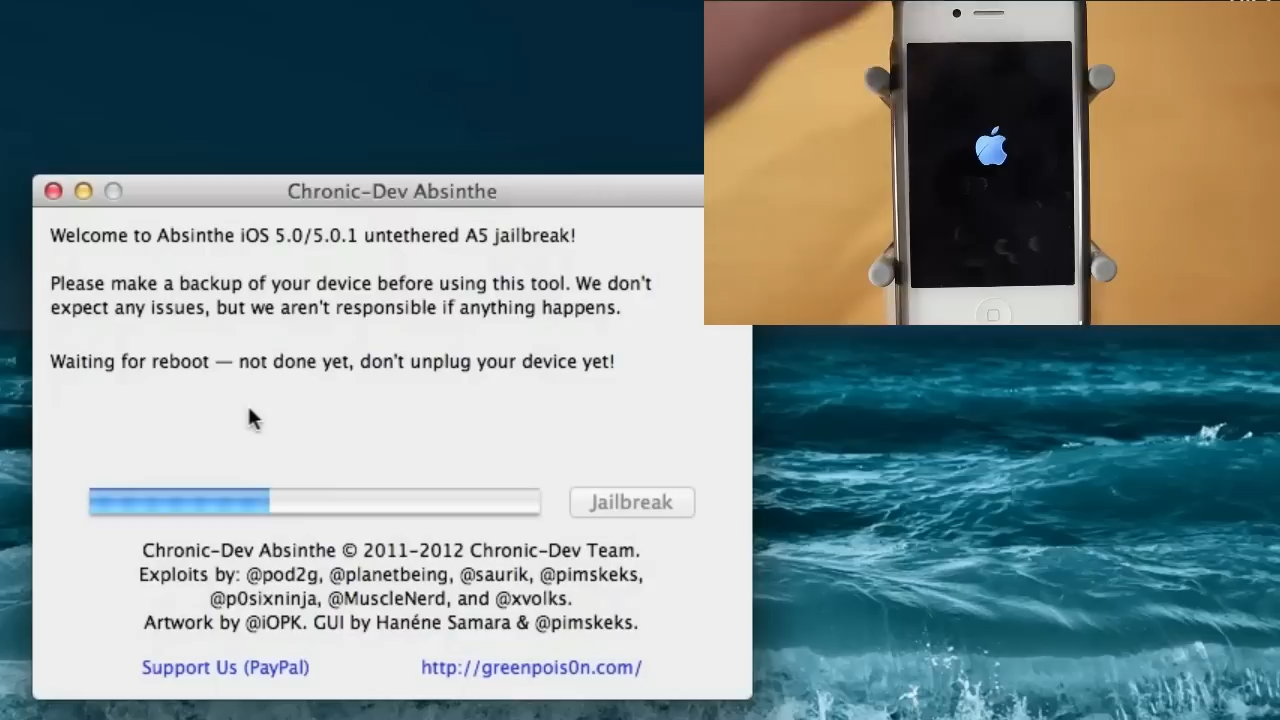 Chronic-Dev Absinthe
Welcome to Absinthe iOS 5.0/5.0.1 untethered A5 jailbreak!
Please make a backup of your device before using this tool. We don't
expect any issues, but we aren't responsible if anything happens.
Waiting for reboot — not done yet, don't unplug your device yet!
Jailbreak
Chronic-Dev Absinthe © 2011-2012 Chronic-Dev Team.
Exploits by: @pod2g, @planetbeing, @saurik, @pimskeks,
@p0sixninja, @MuscleNerd, and @xvolks.
Artwork by @iOPK. GUI by Hanéne Samara & @pimskeks.
Support Us (PayPal)
http://greenpois0n.com/